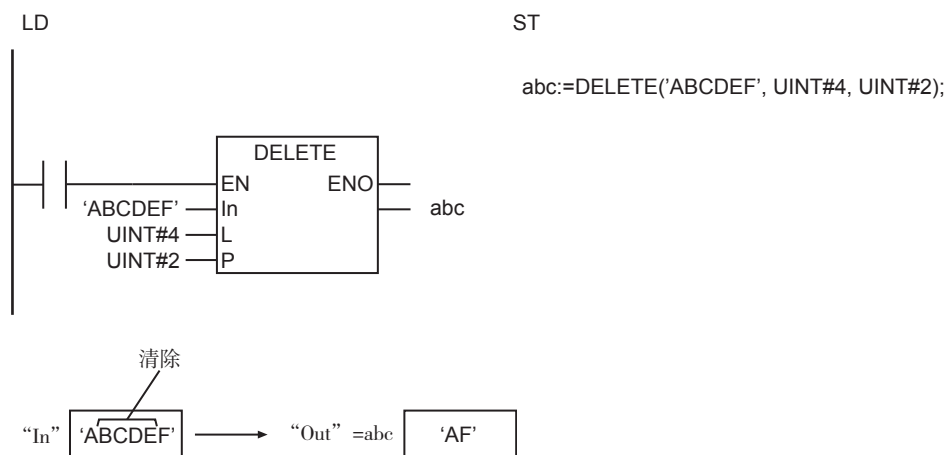 LD
ST
abc:=DELETE('ABCDEF', UINT#4, UINT#2);
DELETE
EN ENO
‘ABCDEF’ In abc
UINT#4 L
UINT#2 P
清除
“In” 'ABCDEF' “Out” =abc 'AF'